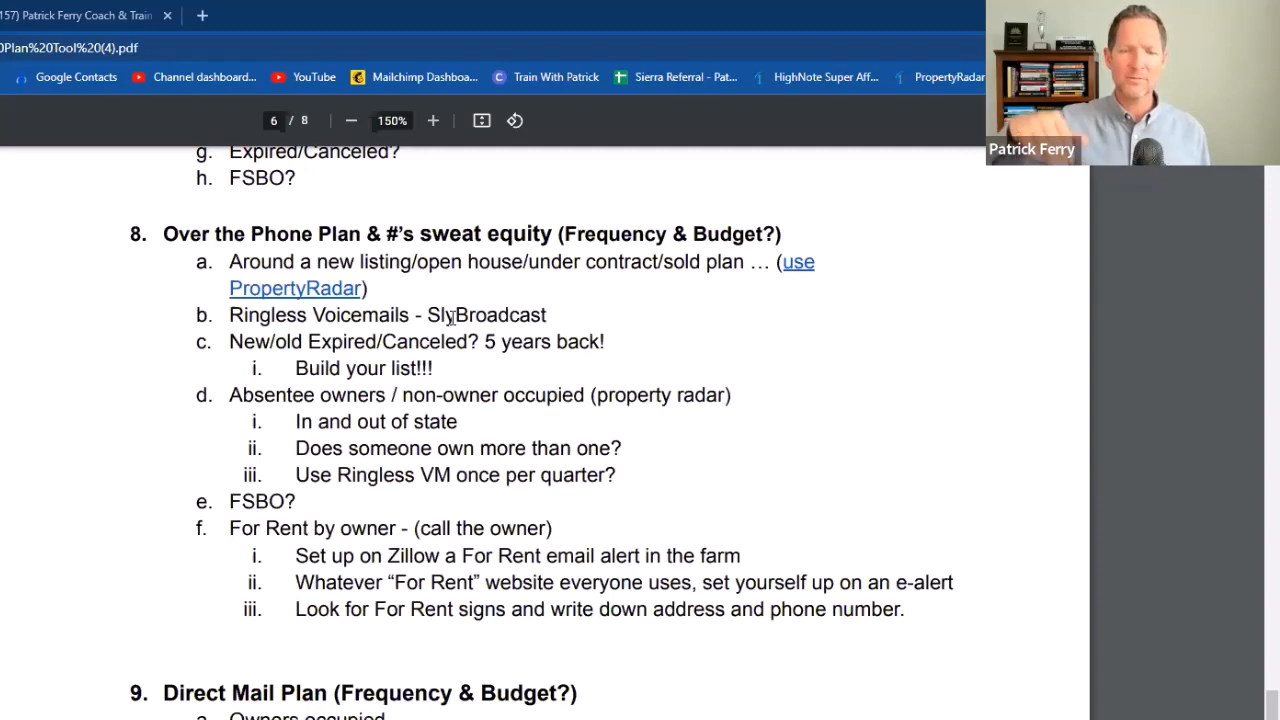 157) Patrick Ferry Coach & Train
0Plan%20Tool%20(4).pdf
Google Contacts
Channel dashboard...
YouTube
Mailchimp Dashboa...
Train With Patrick
Sierra Referral - Pat...
HighNote Super Aff...
PropertyRadar
6 / 8
150%
Patrick Ferry
g. Expired/Canceled?
h. FSBO?
8. Over the Phone Plan & #’s sweat equity (Frequency & Budget?)
a. Around a new listing/open house/under contract/sold plan … (use
PropertyRadar)
b. Ringless Voicemails - SlyBroadcast
c. New/old Expired/Canceled? 5 years back!
i. Build your list!!!
d. Absentee owners / non-owner occupied (property radar)
i. In and out of state
ii. Does someone own more than one?
iii. Use Ringless VM once per quarter?
e. FSBO?
f. For Rent by owner - (call the owner)
i. Set up on Zillow a For Rent email alert in the farm
ii. Whatever “For Rent” website everyone uses, set yourself up on an e-alert
iii. Look for For Rent signs and write down address and phone number.
9. Direct Mail Plan (Frequency & Budget?)
a. Owners occupied